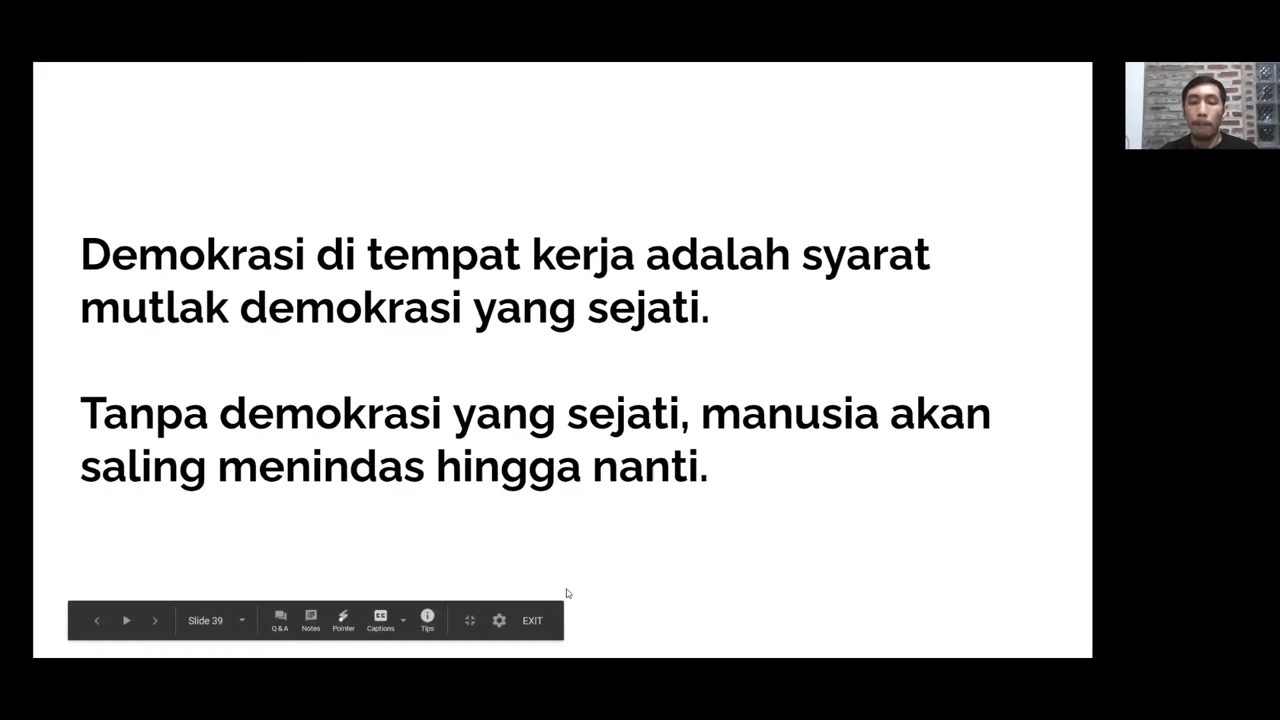 Demokrasi di tempat kerja adalah syarat
mutlak demokrasi yang sejati.
Tanpa demokrasi yang sejati, manusia akan
saling menindas hingga nanti.
Slide 39
Q & A
Notes
Pointer
Captions
Tips
EXIT